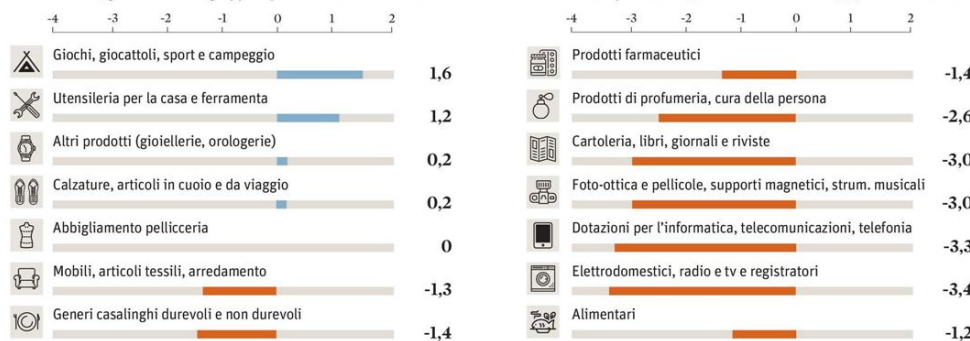 -4 -3 -2 -1 0 1 2
Giochi, giocattoli, sport e campeggio
1,6
Utensileria per la casa e ferramenta
1,2
Altri prodotti (gioiellerie, orologerie)
0,2
Calzature, articoli in cuoio e da viaggio
0,2
Abbigliamento pellicceria
0
Mobili, articoli tessili, arredamento
-1,3
Generi casalinghi durevoli e non durevoli
-1,4
-4 -3 -2 -1 0 1 2
Prodotti farmaceutici
-1,4
Prodotti di profumeria, cura della persona
-2,6
Cartoleria, libri, giornali e riviste
-3,0
Foto-ottica e pellicole, supporti magnetici, strum. musicali
-3,0
Dotazioni per l'informatica, telecomunicazioni, telefonia
-3,3
Elettrodomestici, radio e tv e registratori
-3,4
Alimentari
-1,2